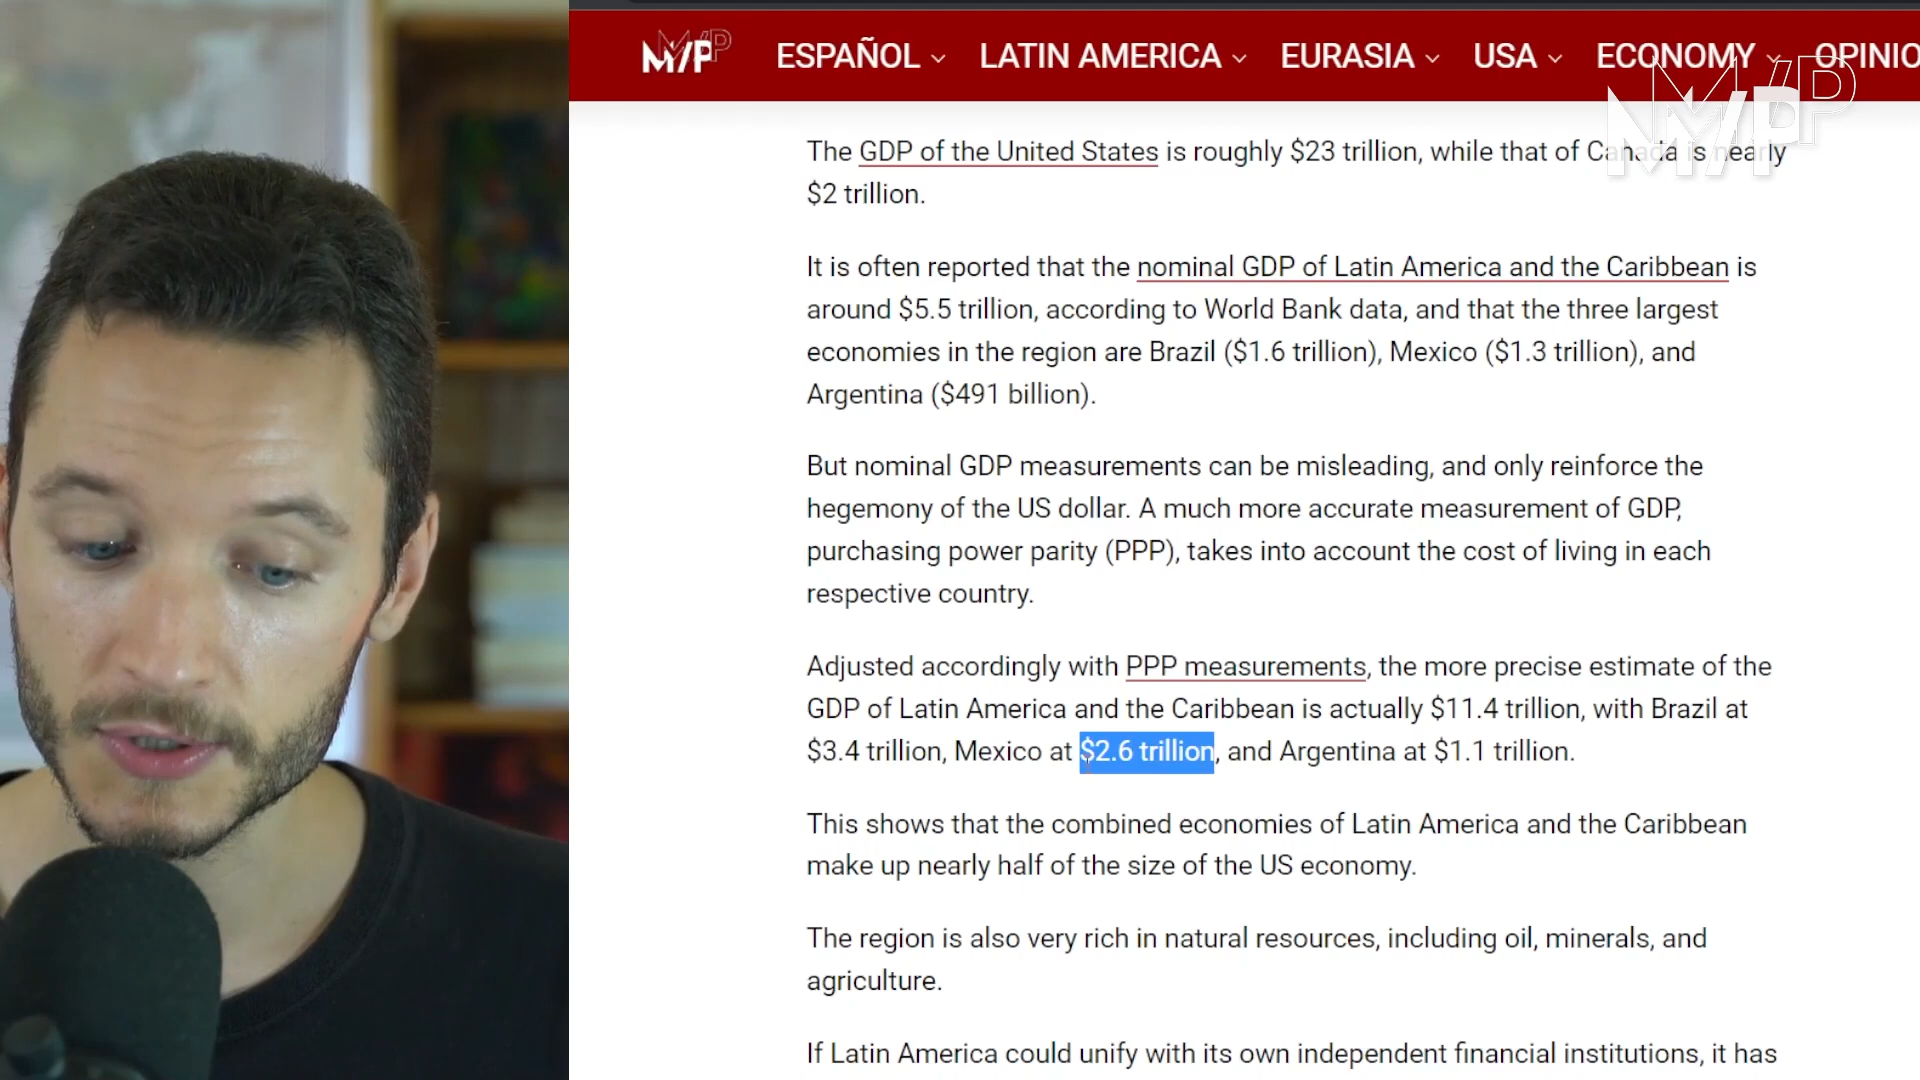 M/P ESPAÑOL LATIN AMERICA EURASIA USA ECONOMY OPINIO
M/P
The GDP of the United States is roughly $23 trillion, while that of Canada is nearly
$2 trillion.
It is often reported that the nominal GDP of Latin America and the Caribbean is
around $5.5 trillion, according to World Bank data, and that the three largest
economies in the region are Brazil ($1.6 trillion), Mexico ($1.3 trillion), and
Argentina ($491 billion).
But nominal GDP measurements can be misleading, and only reinforce the
hegemony of the US dollar. A much more accurate measurement of GDP,
purchasing power parity (PPP), takes into account the cost of living in each
respective country.
Adjusted accordingly with PPP measurements, the more precise estimate of the
GDP of Latin America and the Caribbean is actually $11.4 trillion, with Brazil at
$3.4 trillion, Mexico at $2.6 trillion, and Argentina at $1.1 trillion.
This shows that the combined economies of Latin America and the Caribbean
make up nearly half of the size of the US economy.
The region is also very rich in natural resources, including oil, minerals, and
agriculture.
If Latin America could unify with its own independent financial institutions, it has